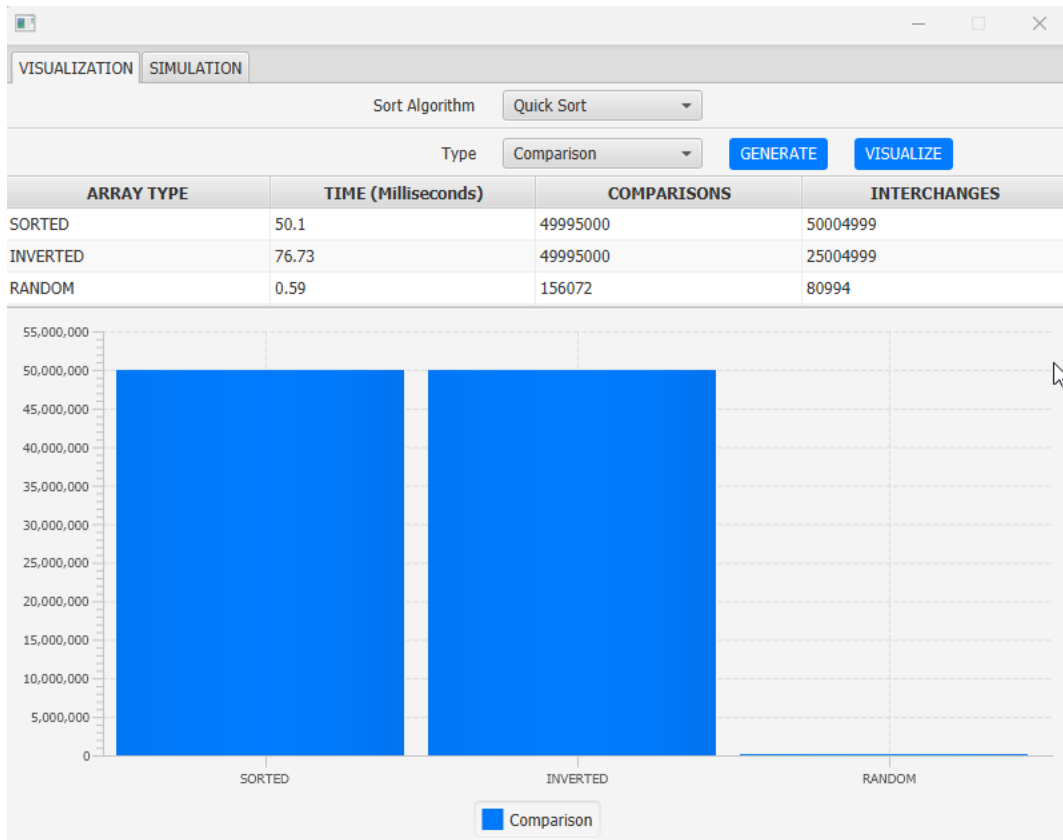 VISUALIZATION SIMULATION
Sort Algorithm Quick Sort
Type Comparison GENERATE VISUALIZE
ARRAY TYPE TIME (Milliseconds) COMPARISONS INTERCHANGES
SORTED 50.1 49995000 50004999
INVERTED 76.73 49995000 25004999
RANDOM 0.59 156072 80994
55,000,000
50,000,000
45,000,000
40,000,000
35,000,000
30,000,000
25,000,000
20,000,000
15,000,000
10,000,000
5,000,000
0
SORTED INVERTED RANDOM
Comparison